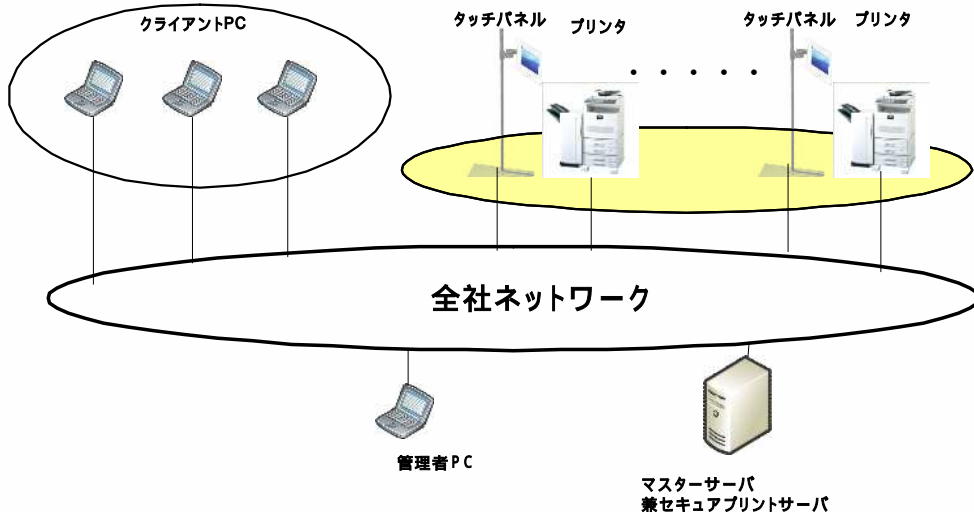 クライアントPC
タッチパネル
プリンタ
タッチパネル
プリンタ
全社ネットワーク
管理者PC
マスターサーバ
兼セキュアプリントサーバ